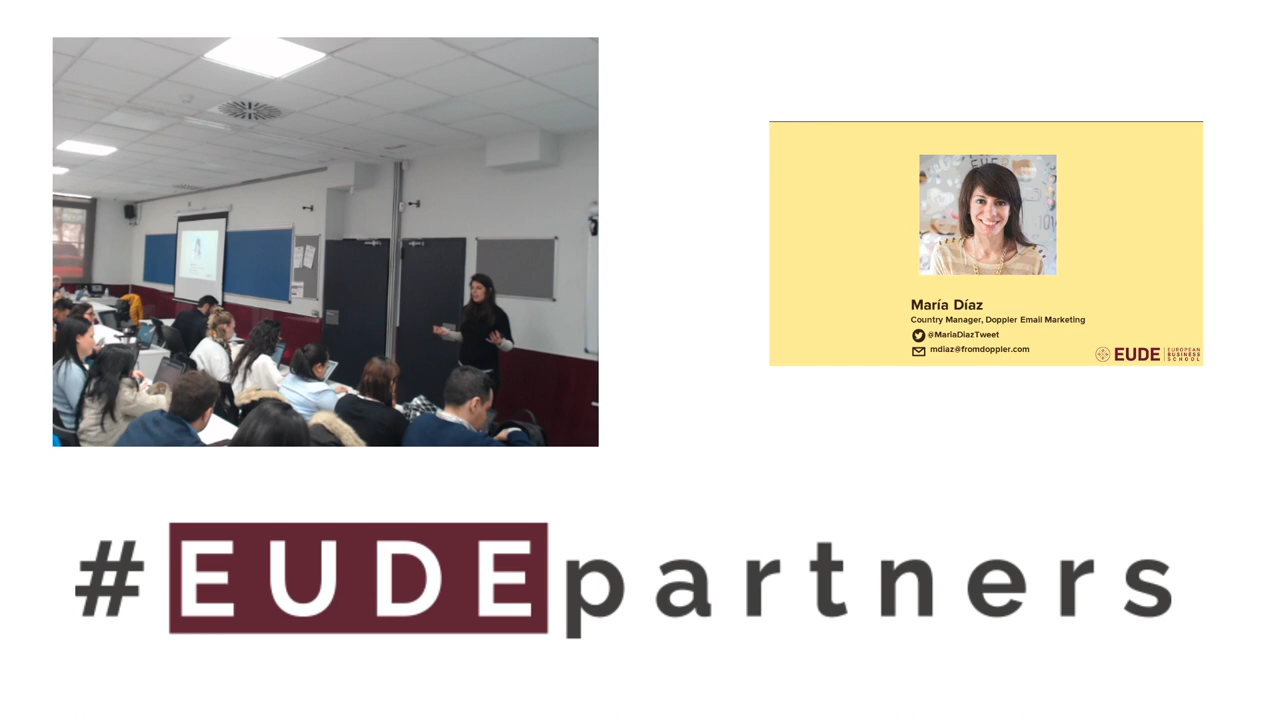 María Díaz
Country Manager, Doppler Email Marketing
@MariaDiazTweet
mdiaz@fromdoppler.com
EUDE
EUROPEAN
BUSINESS
SCHOOL
#EUDEpartners